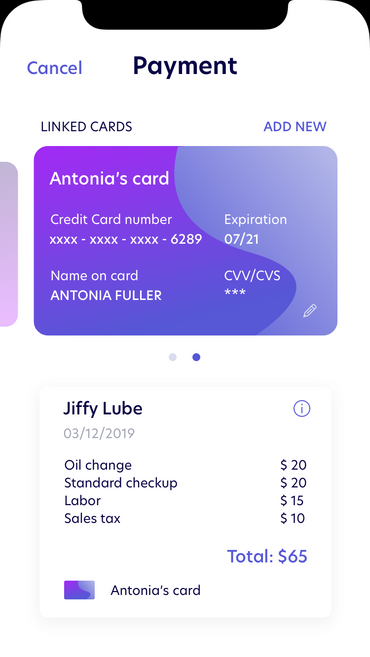 Cancel Payment
LINKED CARDS ADD NEW
Antonia's card
Credit Card number Expiration
xxxx - xxxx - xxxx - 6289 07/21
Name on card CVV/CVS
ANTONIA FULLER ***
Jiffy Lube
03/12/2019
Oil change $ 20
Standard checkup $ 20
Labor $ 15
Sales tax $ 10
Total: $65
Antonia's card